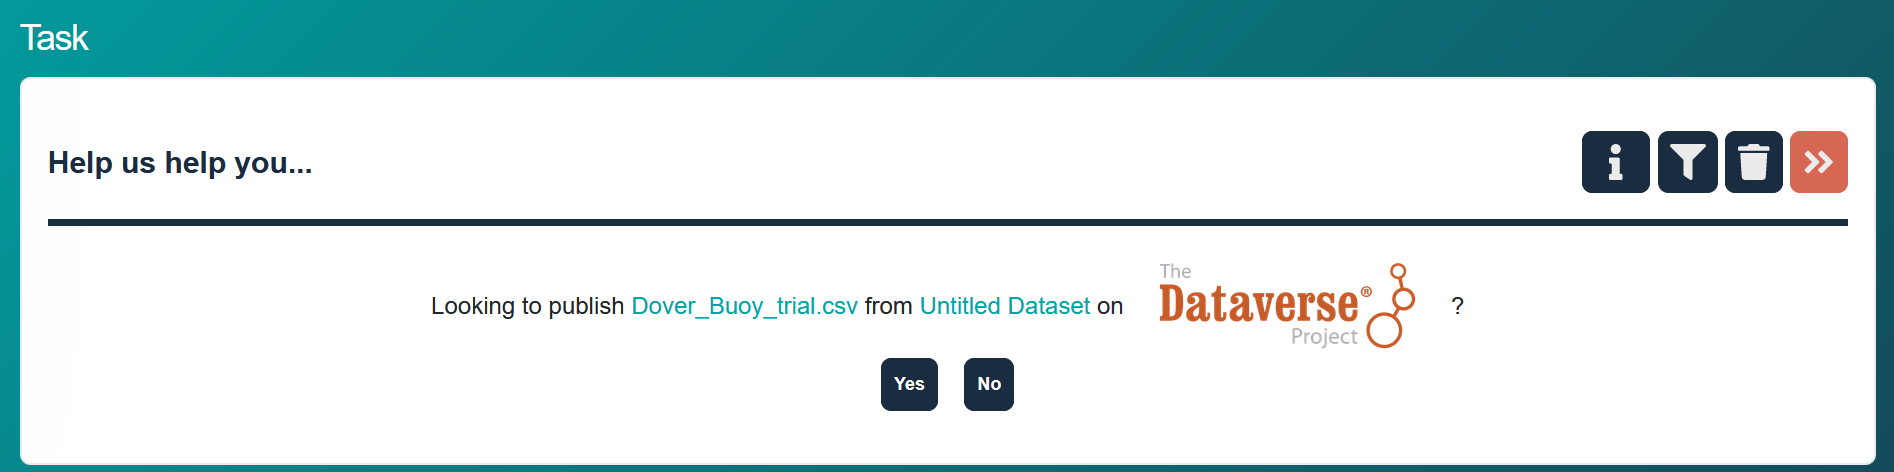 Task
Help us help you...
Looking to publish Dover_Buoy_trial.csv from Untitled Dataset on The Dataverse® Project ?
Yes No